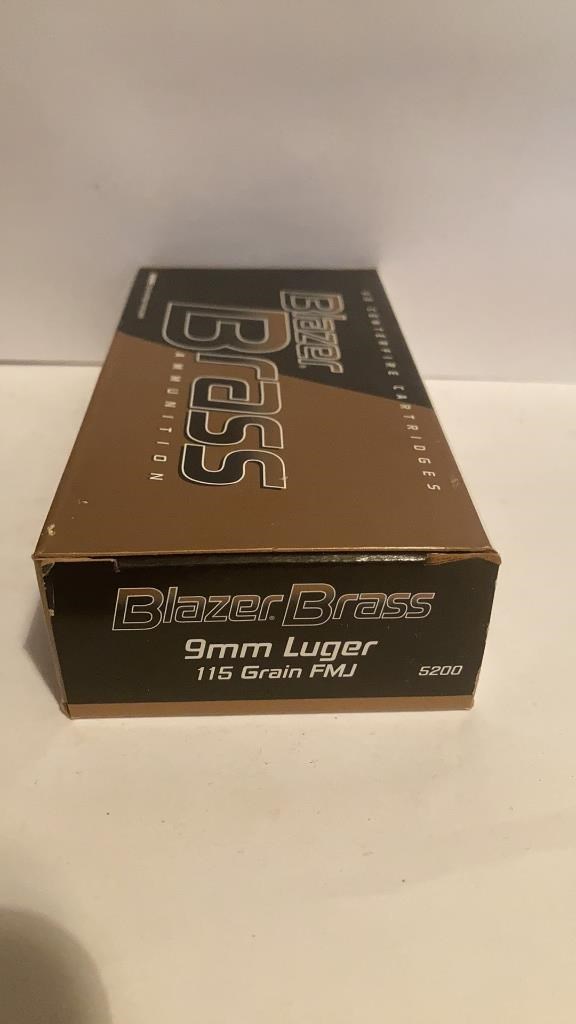 Blazer
Brass
AMMUNITION
50 CENTERFIRE CARTRIDGES
Blazer Brass
9mm Luger
115 Grain FMJ
5200